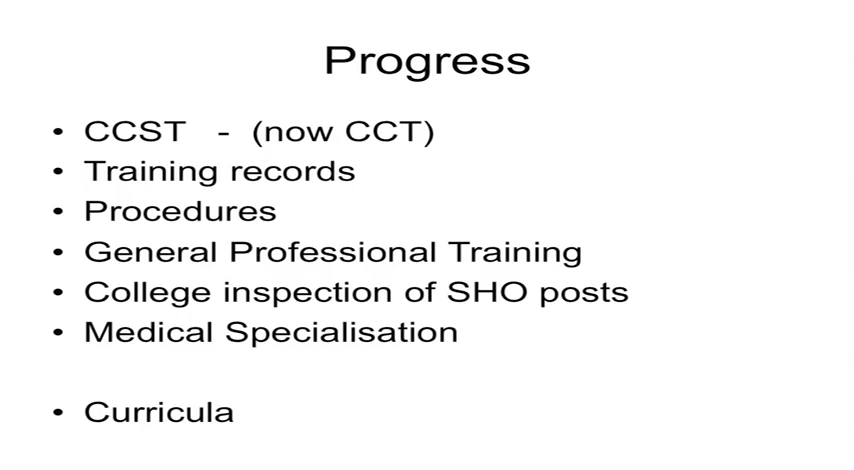 Progress
• CCST - (now CCT)
• Training records
• Procedures
• General Professional Training
• College inspection of SHO posts
• Medical Specialisation
• Curricula